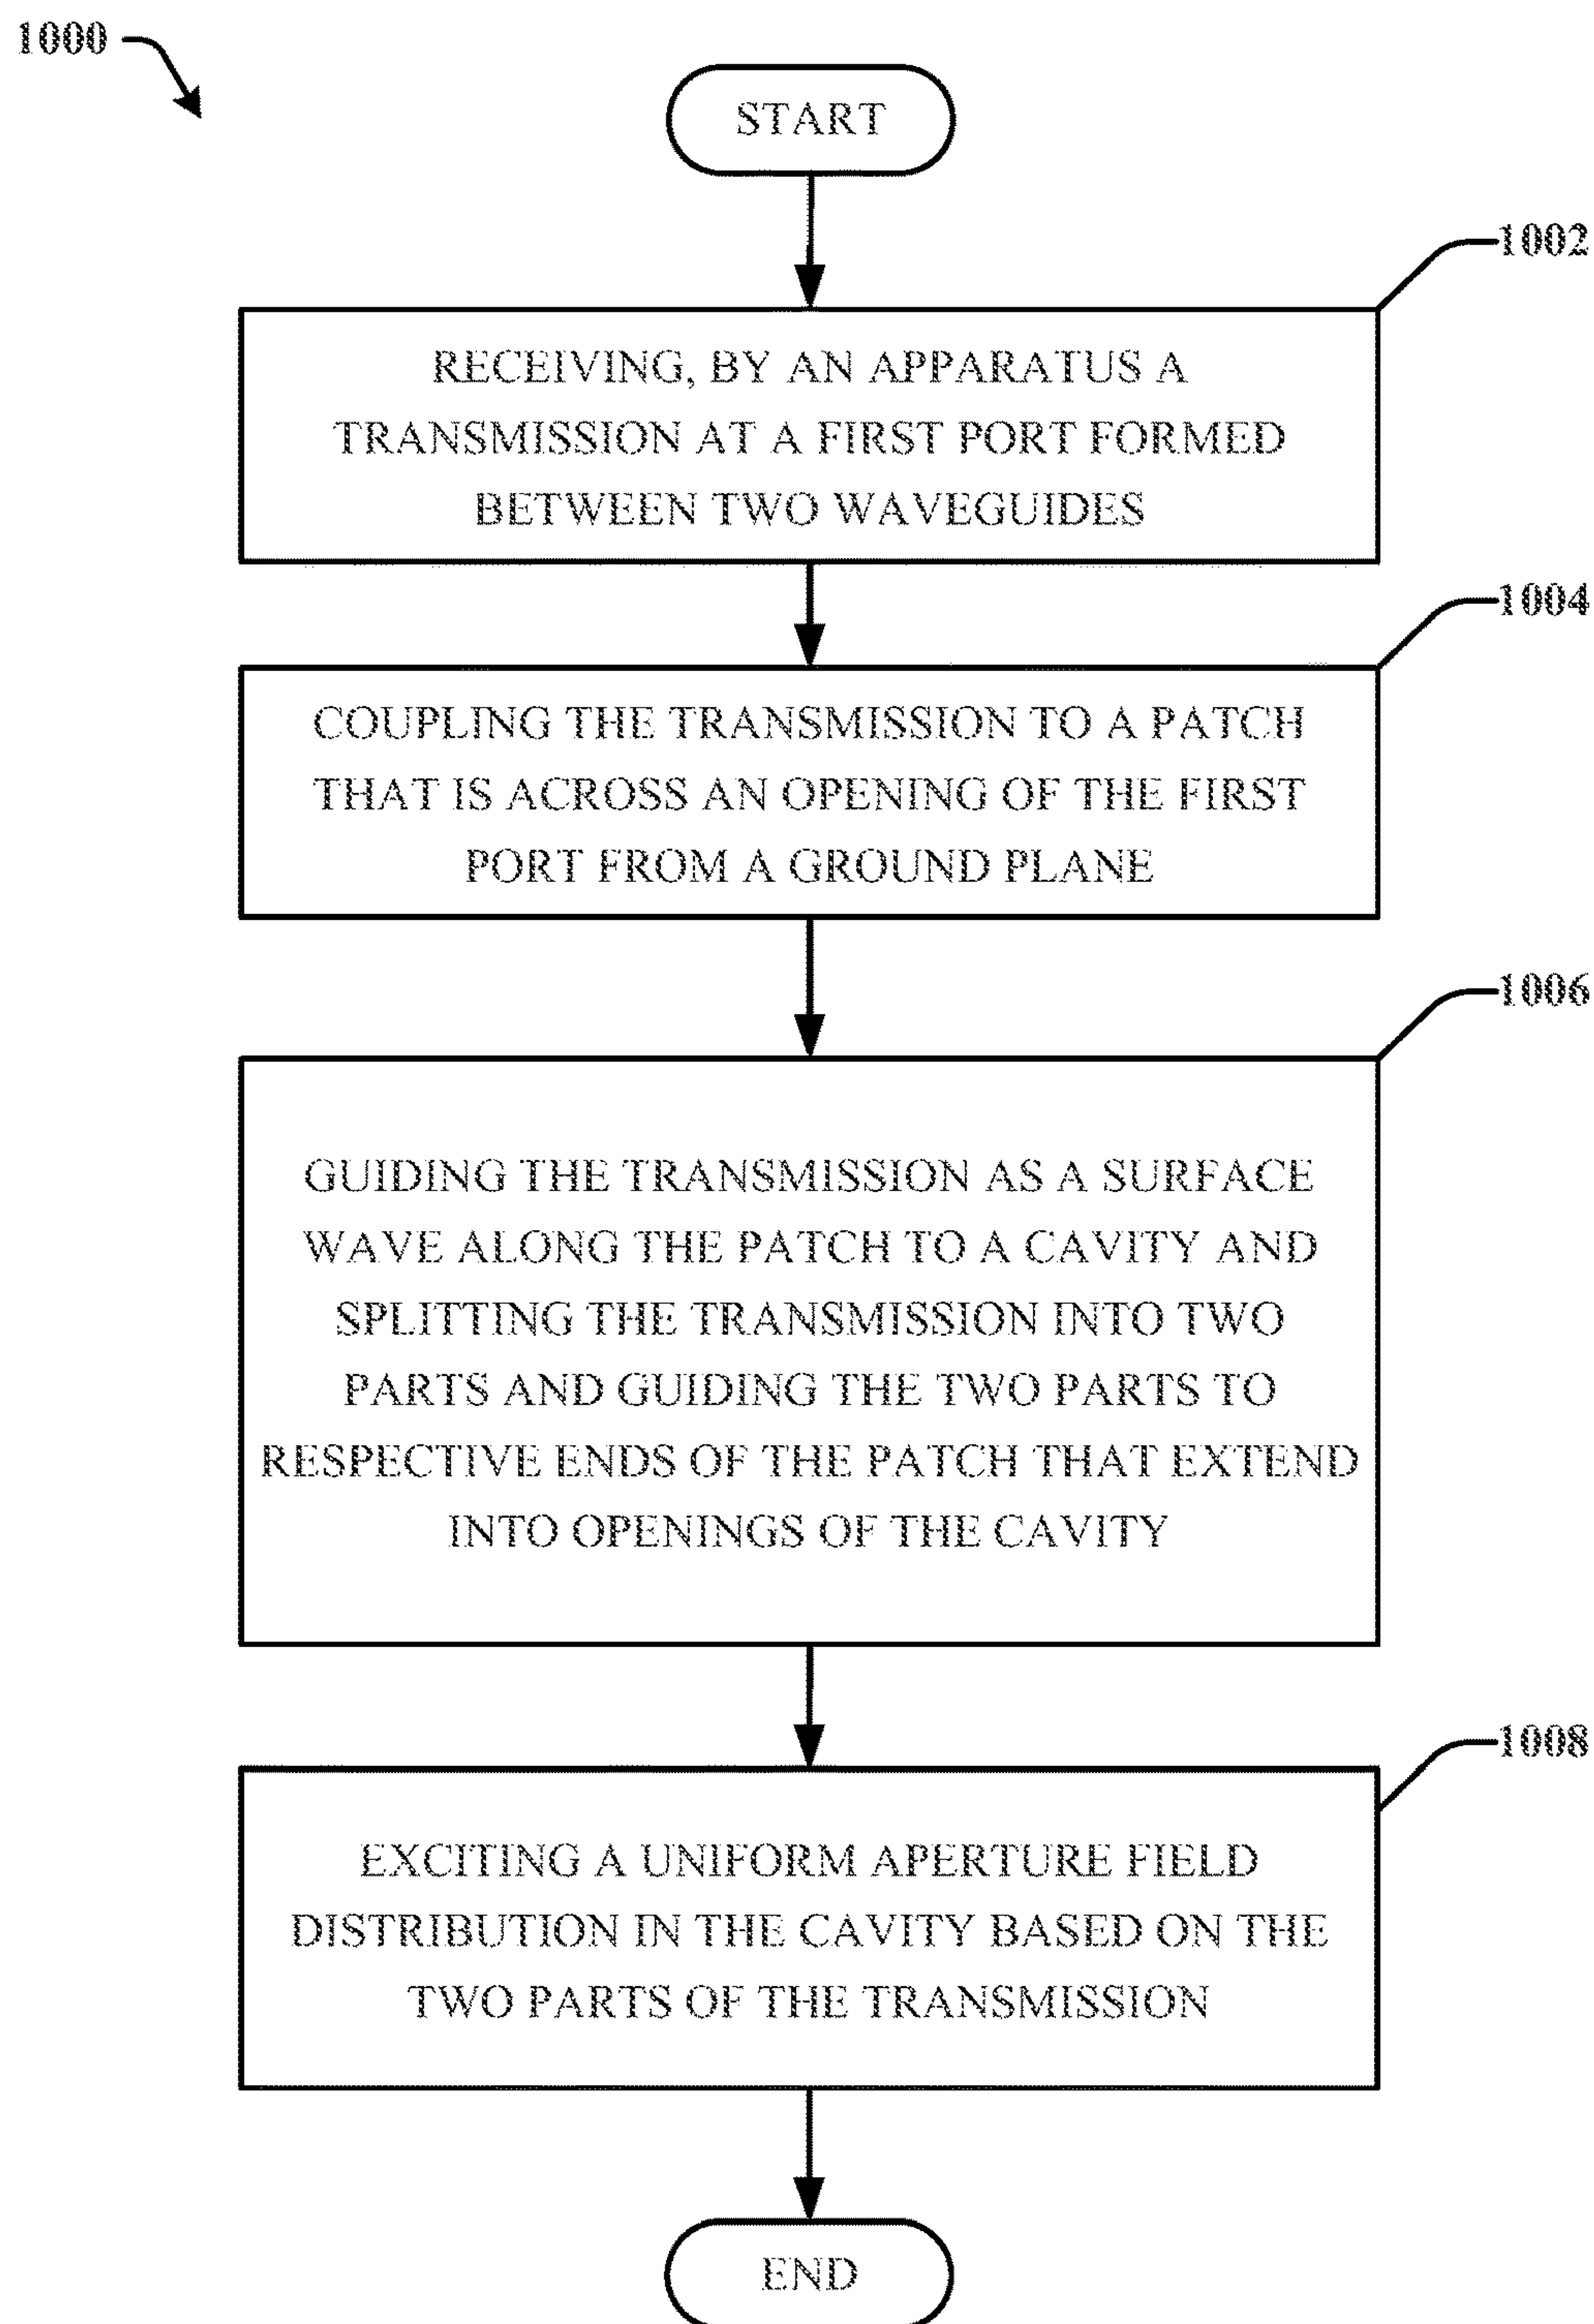 1000
START
1002
RECEIVING, BY AN APPARATUS A
TRANSMISSION AT A FIRST PORT FORMED
BETWEEN TWO WAVEGUIDES
1004
COUPLING THE TRANSMISSION TO A PATCH
THAT IS ACROSS AN OPENING OF THE FIRST
PORT FROM A GROUND PLANE
1006
GUIDING THE TRANSMISSION AS A SURFACE
WAVE ALONG THE PATCH TO A CAVITY AND
SPLITTING THE TRANSMISSION INTO TWO
PARTS AND GUIDING THE TWO PARTS TO
RESPECTIVE ENDS OF THE PATCH THAT EXTEND
INTO OPENINGS OF THE CAVITY
1008
EXCITING A UNIFORM APERTURE FIELD
DISTRIBUTION IN THE CAVITY BASED ON THE
TWO PARTS OF THE TRANSMISSION
END